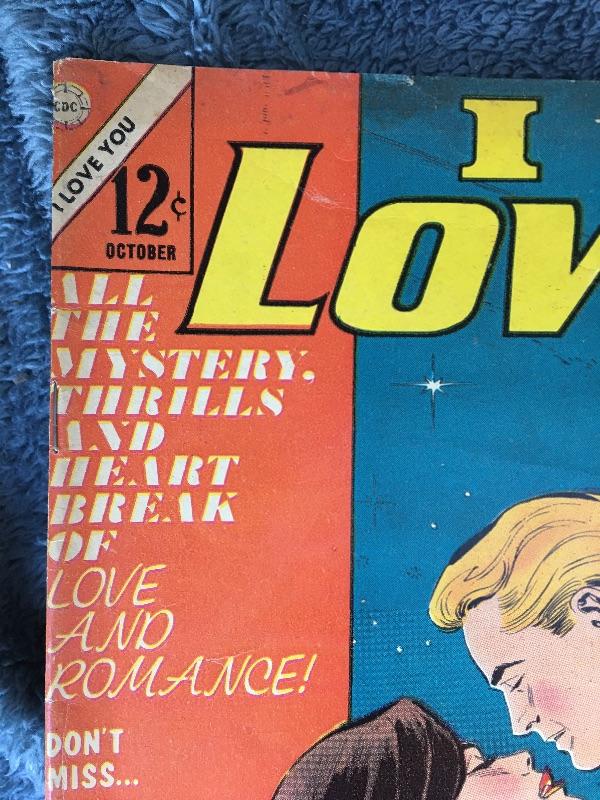 CDC
I LOVE YOU
12¢
OCTOBER
I
LOV
ALL
THE
MYSTERY,
THRILLS
AND
HEART
BREAK
OF
LOVE
AND
ROMANCE!
DON'T
MISS...